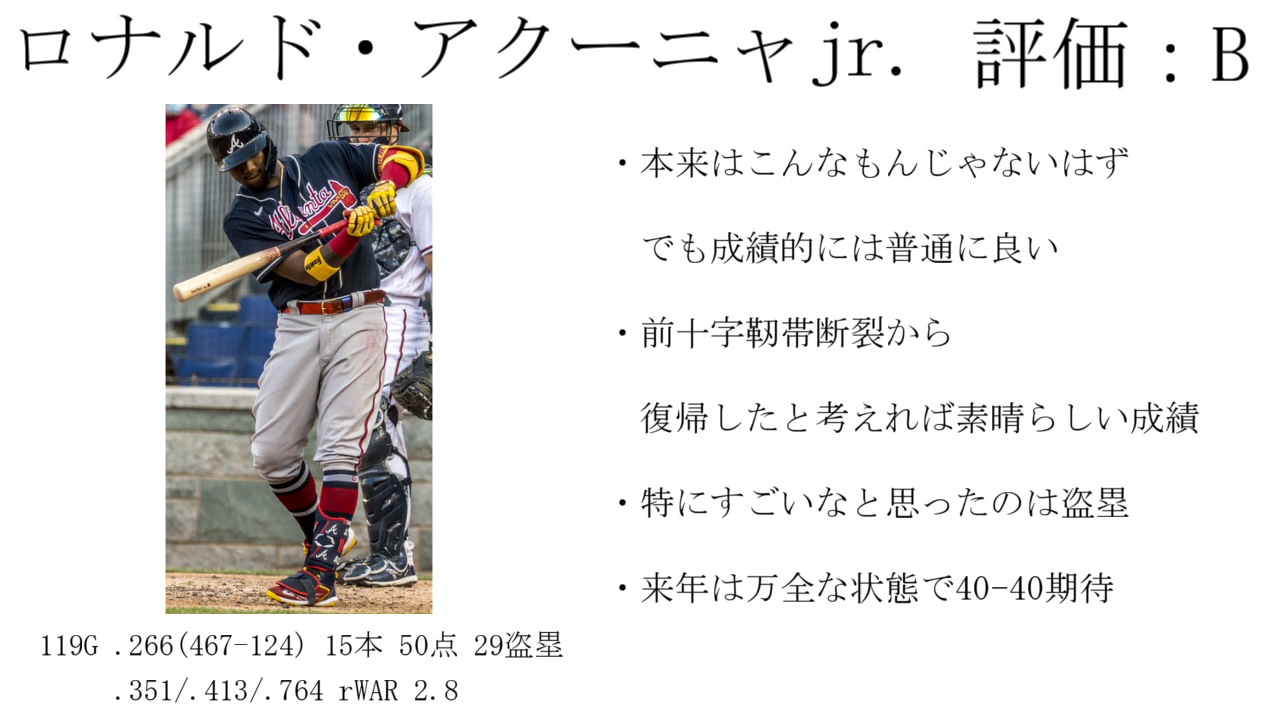 ロナルド・アクーニャjr. 評価：B
・本来はこんなもんじゃないはず
でも成績的には普通に良い
・前十字靭帯断裂から
復帰したと考えれば素晴らしい成績
・特にすごいなと思ったのは盗塁
・来年は万全な状態で40-40期待
Atlanta
119G .266(467-124) 15本 50点 29盗塁
.351/.413/.764 rWAR 2.8